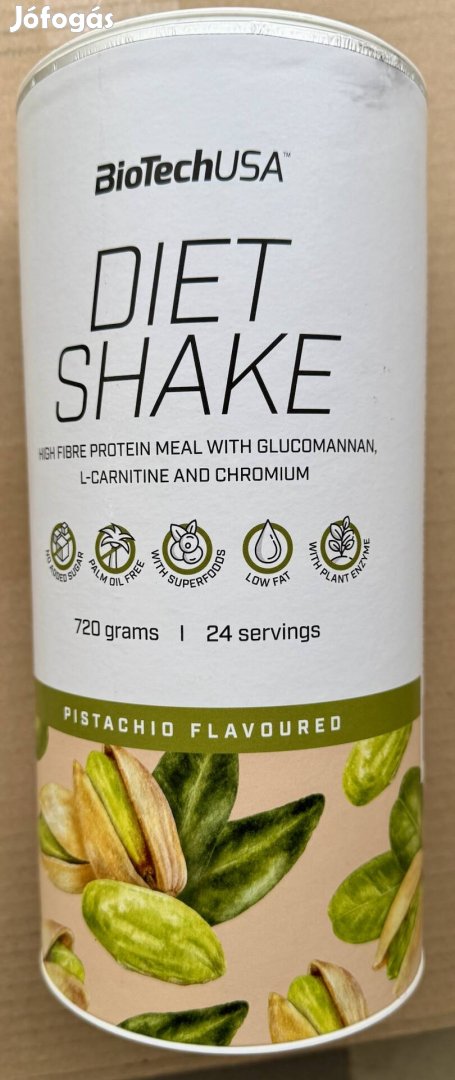 Jófogás
BioTechUSA™
DIET
SHAKE
HIGH FIBRE PROTEIN MEAL WITH GLUCOMANNAN,
L-CARNITINE AND CHROMIUM
NO ADDED SUGAR
PALM OIL FREE
WITH SUPERFOODS
LOW FAT
WITH PLANT ENZYME
720 grams | 24 servings
PISTACHIO FLAVOURED